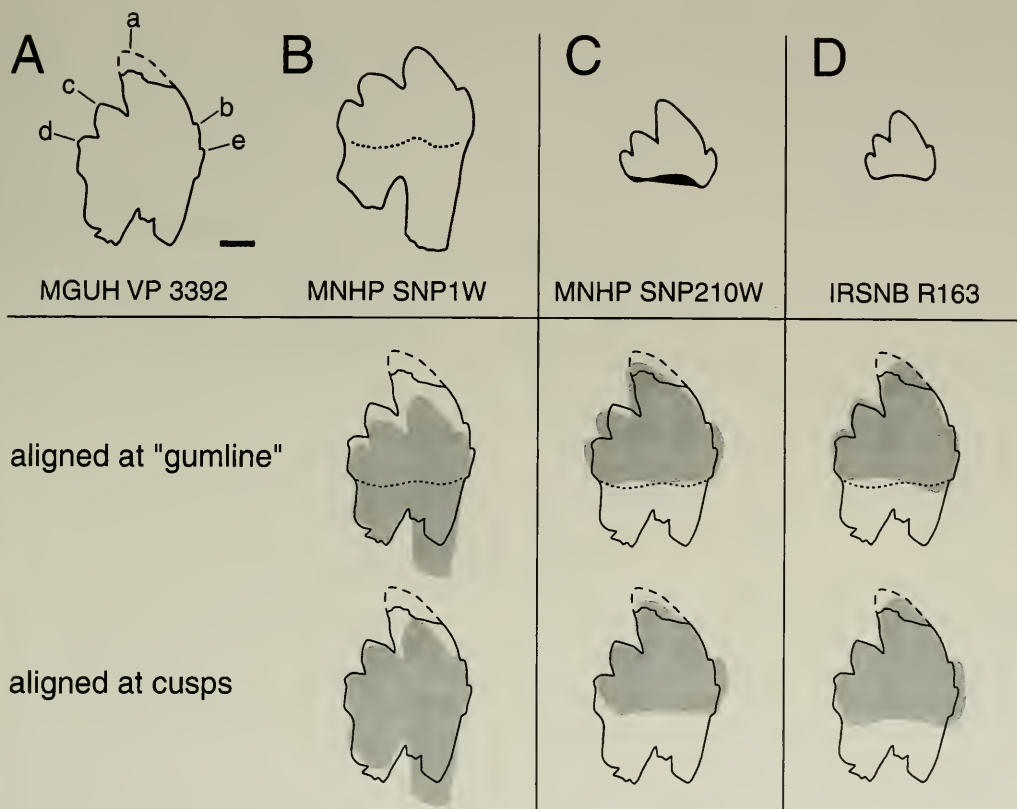 A
B
C
D
a
c
b
d
e
MGUH VP 3392
MNHP SNP1W
MNHP SNP210W
IRSNB R163
aligned at "gumline"
aligned at cusps